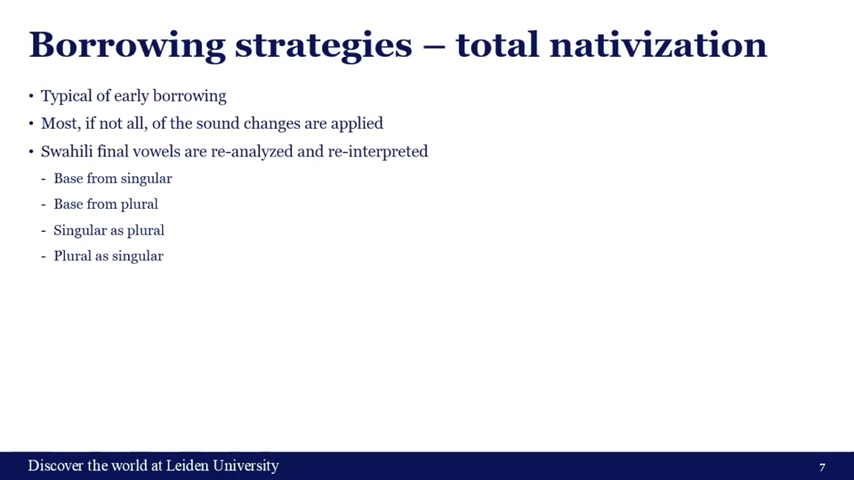 Borrowing strategies – total nativization
• Typical of early borrowing
• Most, if not all, of the sound changes are applied
• Swahili final vowels are re-analyzed and re-interpreted
- Base from singular
- Base from plural
- Singular as plural
- Plural as singular
Discover the world at Leiden University
7